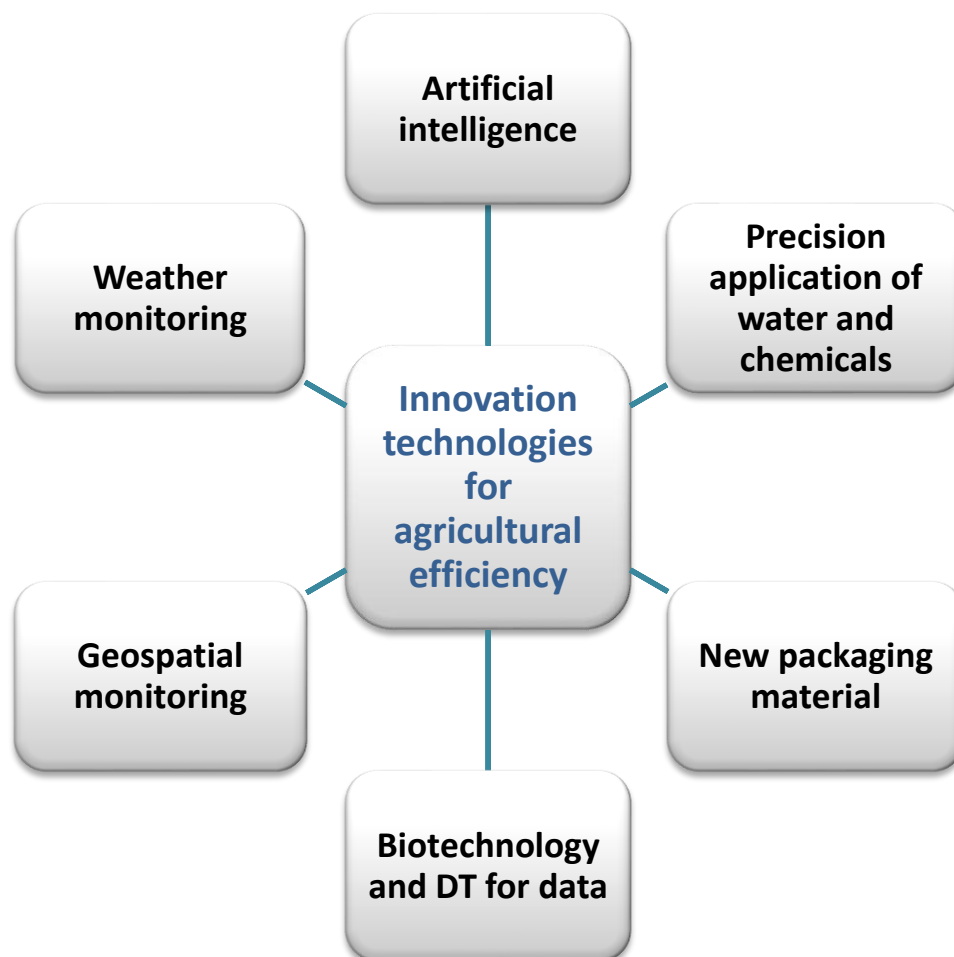 Artificial
intelligence
Precision
application of
water and
chemicals
New packaging
material
Biotechnology
and DT for data
Geospatial
monitoring
Weather
monitoring
Innovation
technologies
for
agricultural
efficiency